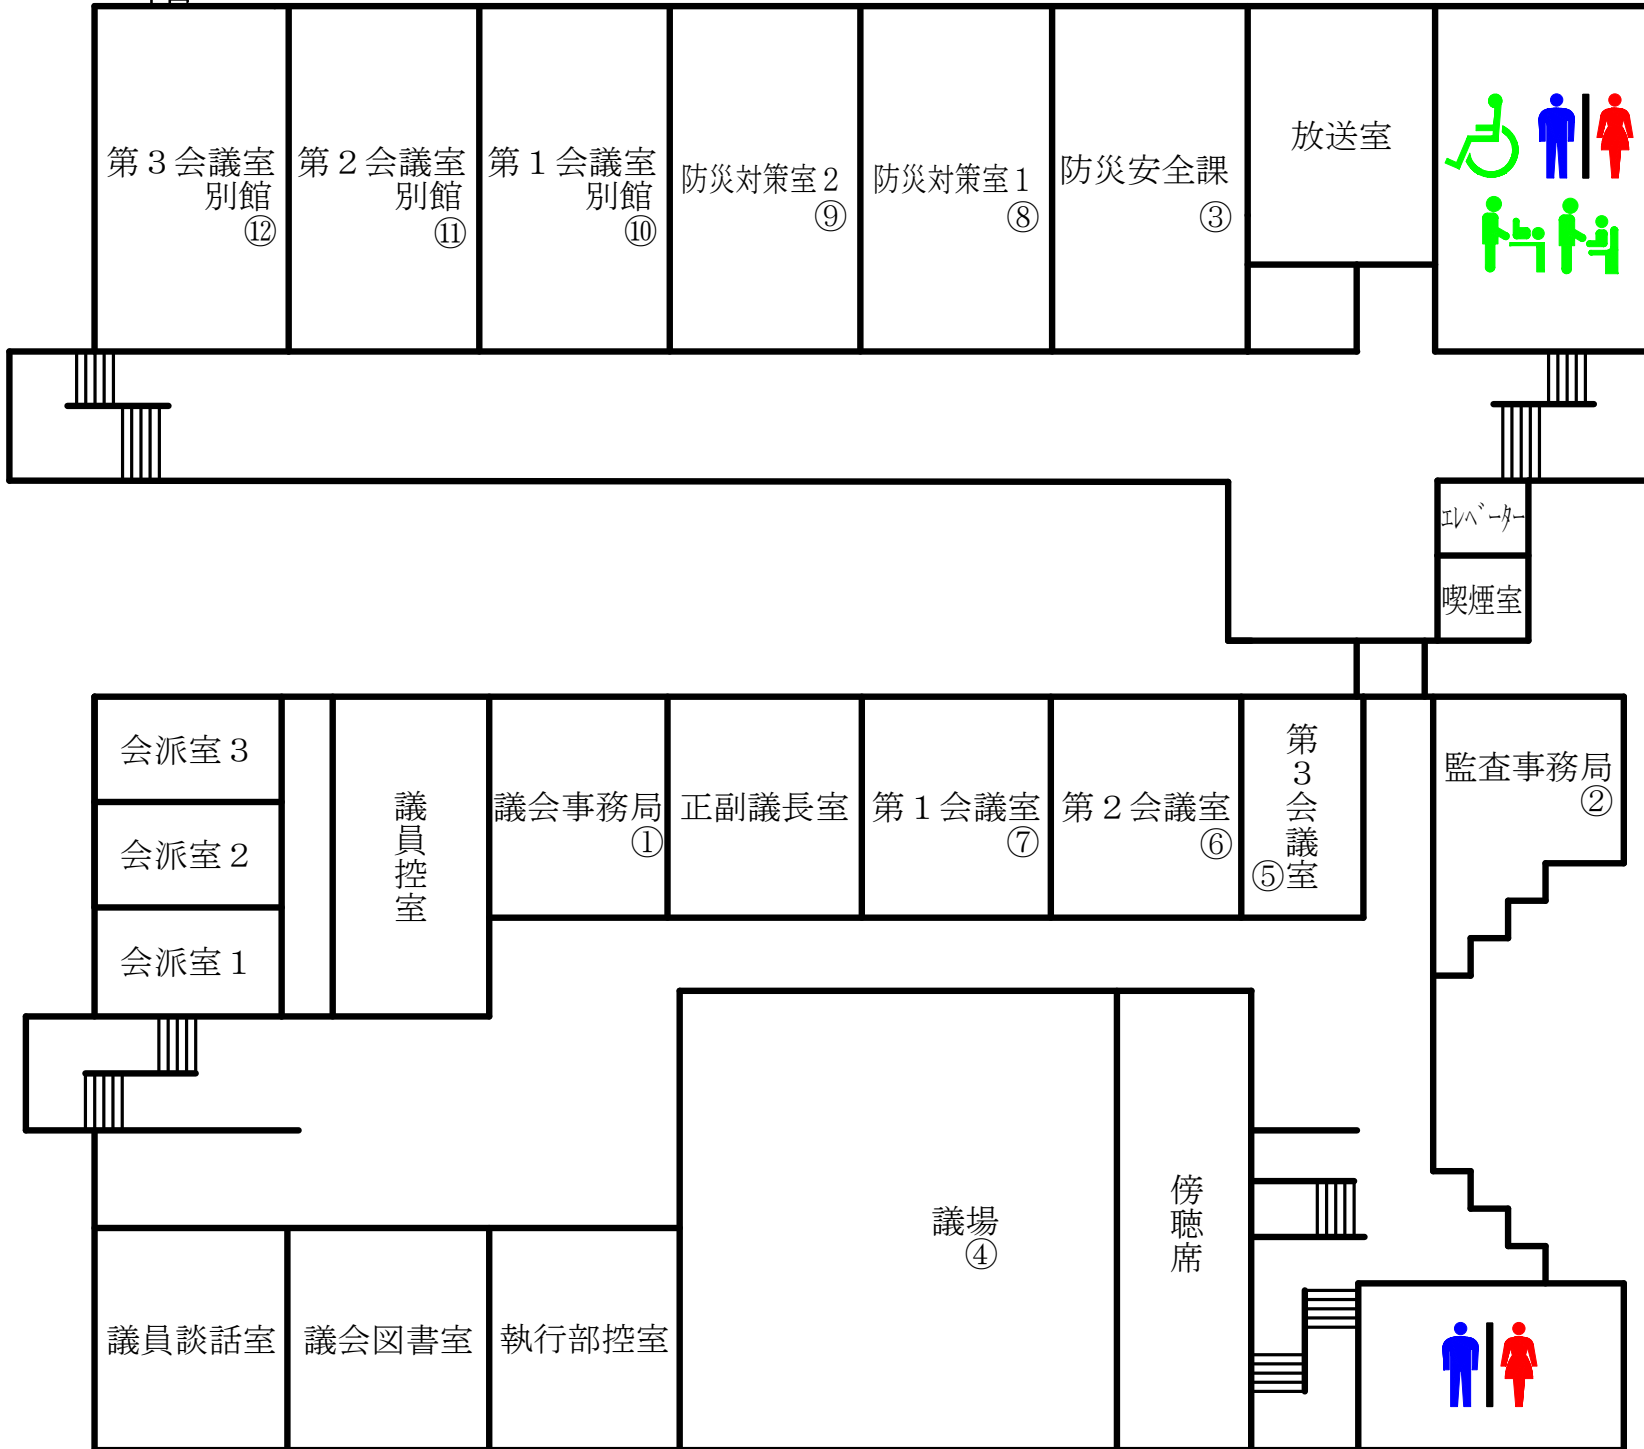 第３会議室
別館
⑫
第２会議室
別館
⑪
第１会議室
別館
⑩
防災対策室２
⑨
防災対策室１
⑧
防災安全課
③
放送室
ｴﾚﾍﾞｰﾀｰ
喫煙室
会派室３
会派室２
会派室１
議員控室
議会事務局
①
正副議長室
第１会議室
⑦
第２会議室
⑥
第３会議室
⑤
監査事務局
②
議場
④
傍聴席
議員談話室
議会図書室
執行部控室